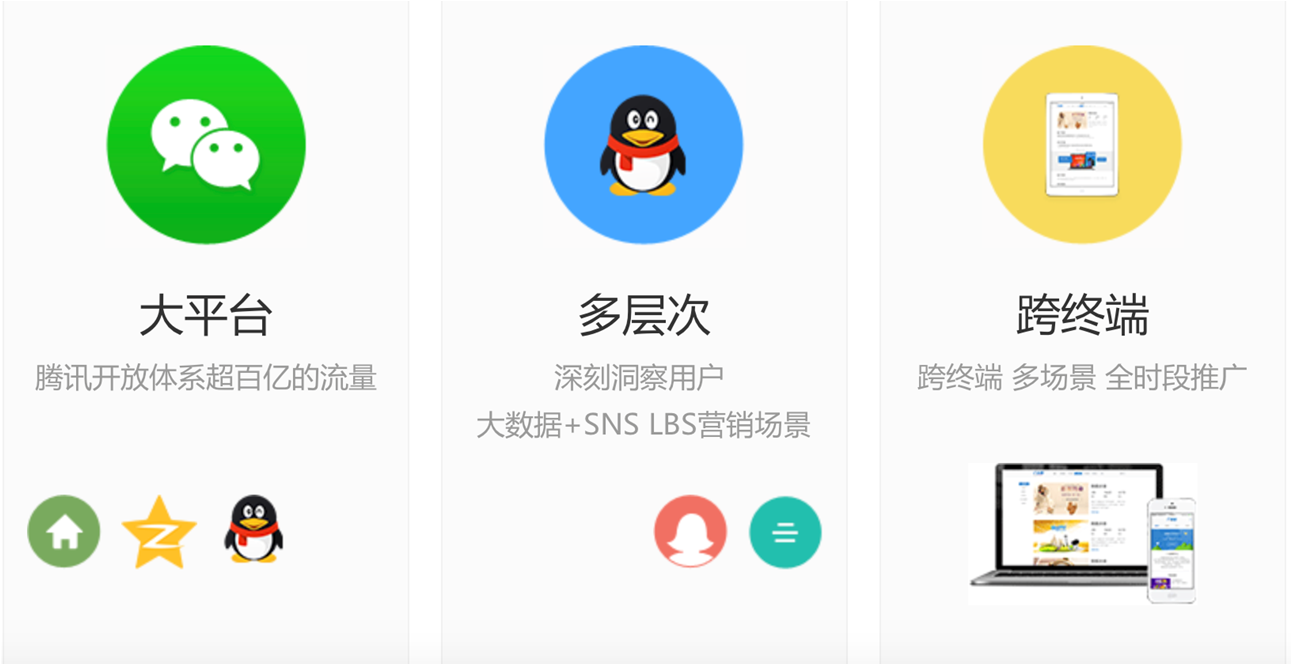 大平台
腾讯开放体系超百亿的流量
多层次
深刻洞察用户
大数据+SNS LBS营销场景
跨终端
跨终端 多场景 全时段推广